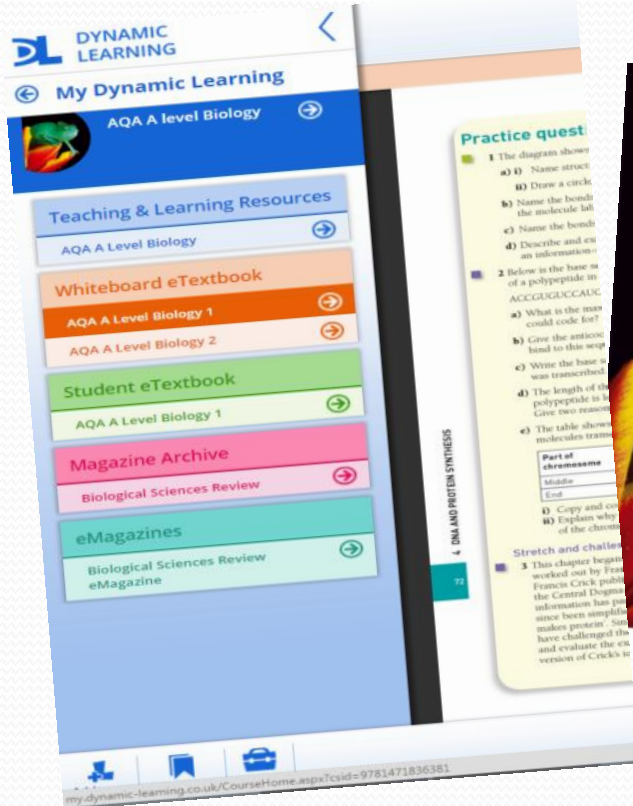 DL DYNAMIC
LEARNING
My Dynamic Learning
AQA A level Biology
Teaching & Learning Resources
AQA A Level Biology
Whiteboard eTextbook
AQA A Level Biology 1
AQA A Level Biology 2
Student eTextbook
AQA A Level Biology 1
Magazine Archive
Biological Sciences Review
eMagazines
Biological Sciences Review
eMagazine
my.dynamic-learning.co.uk/CourseHome.aspx?csid=9781471836381
4 DNA AND PROTEIN SYNTHESIS
72
Practice quest
1 The diagram shows
a) i) Name struct
ii) Draw a circle
b) Name the bonds
the molecule lab
c) Name the bonds
d) Describe and ex
an information-
2 Below is the base se
of a polypeptide in
ACCGUGUCCAUC
a) What is the max
could code for?
b) Give the anticoc
bind to this sequ
c) Write the base s
was transcribed
d) The length of th
polypeptide is l
Give two reason
e) The table shows
molecules trans
Part of
chromosome
Middle
End
i) Copy and co
ii) Explain why
of the chrom
Stretch and challe
3 This chapter began
worked out by Fran
Francis Crick publi
the Central Dogma
information has pa
since been simplifi
makes protein'. Sin
have challenged th
and evaluate the ex
version of Crick's ic